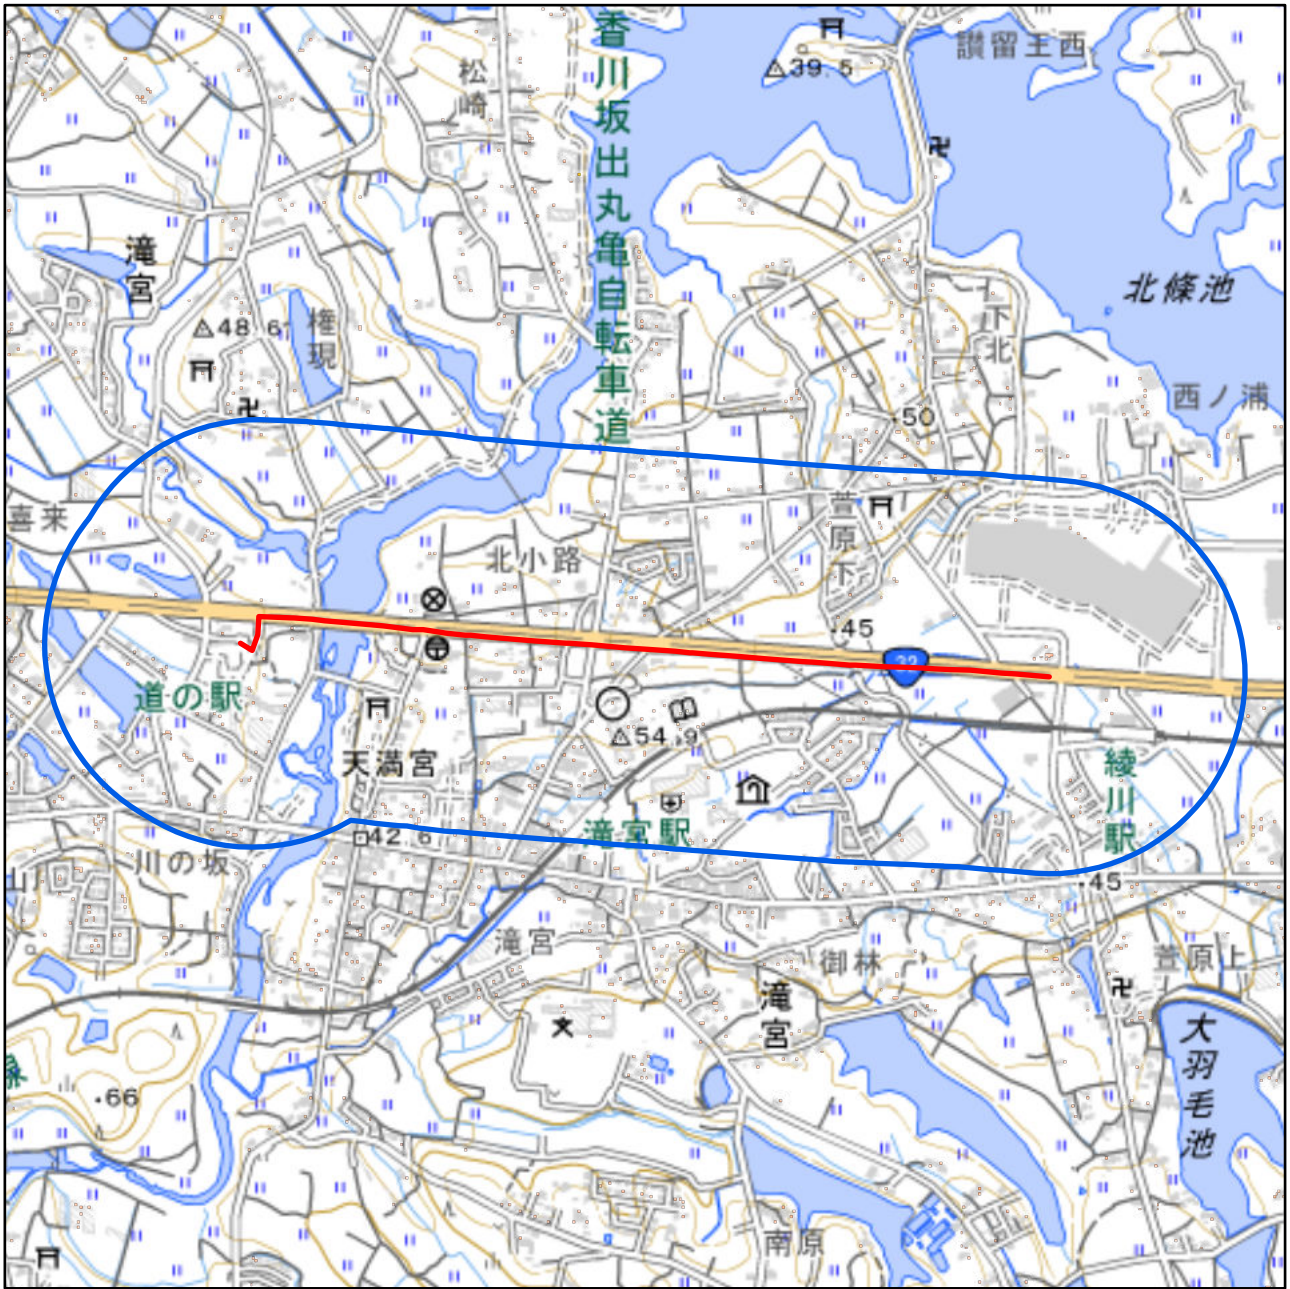 香川坂出丸亀自転車道
讃留王西
39.5
松崎
滝宮
北條池
48.6
権現
下北
西ノ浦
50
喜来
萱原下
北小路
45
32
道の駅
54.9
天満宮
綾川駅
滝宮駅
42.6
川の坂
山
45
滝宮
御林
萱原上
滝宮
大羽毛池
66
南原